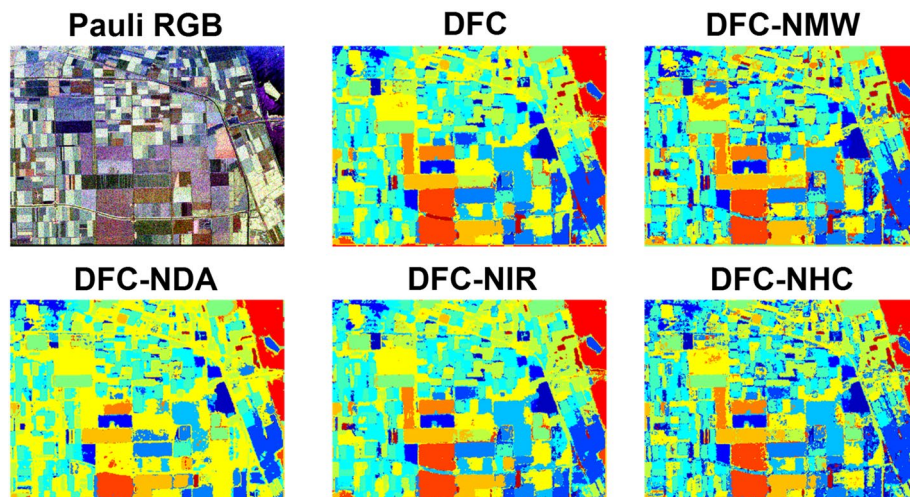 Pauli RGB
DFC
DFC-NMW
DFC-NDA
DFC-NIR
DFC-NHC